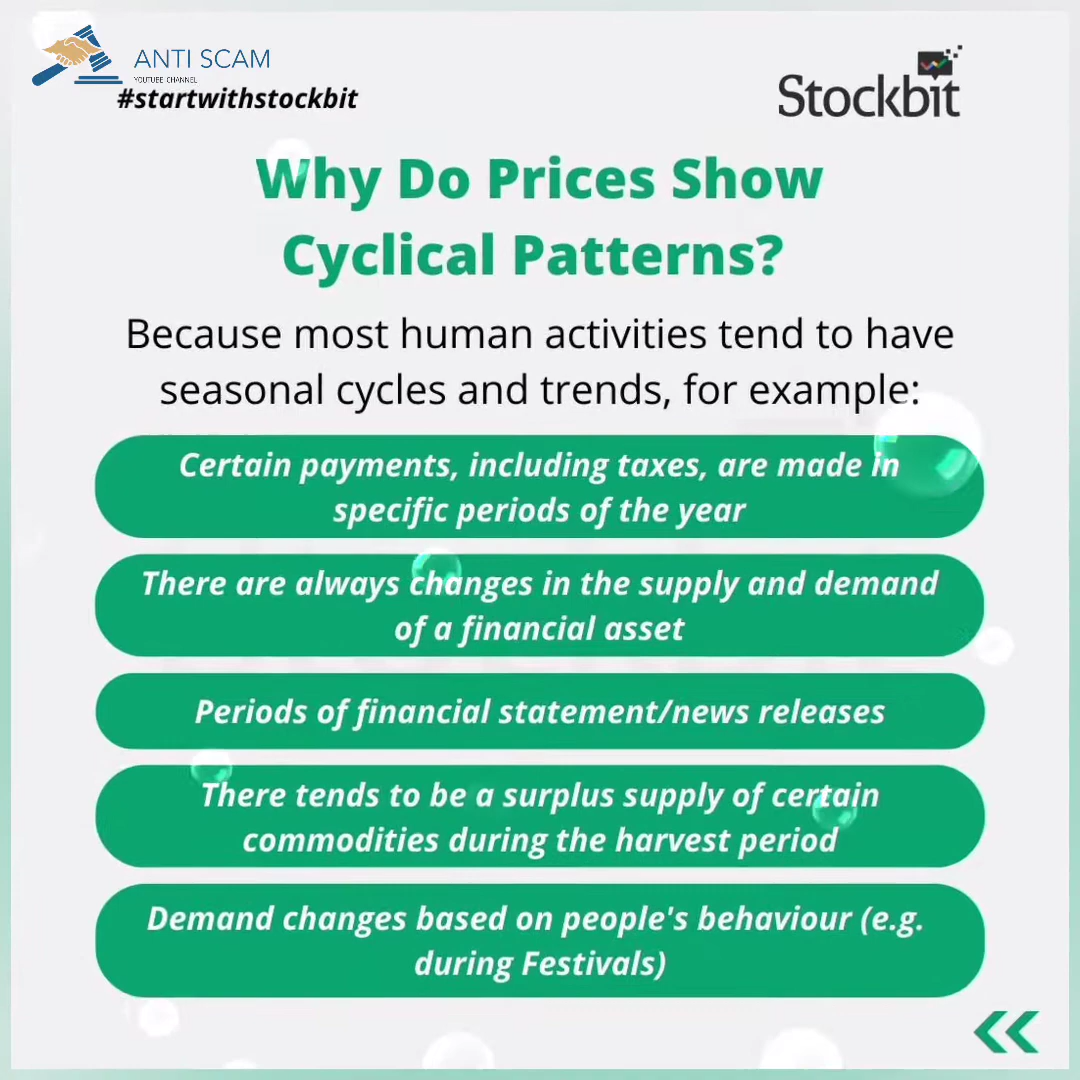 ANTI SCAM
YOUTUBE CHANNEL
#startwithstockbit
Stockbit
Why Do Prices Show
Cyclical Patterns?
Because most human activities tend to have
seasonal cycles and trends, for example:
Certain payments, including taxes, are made in
specific periods of the year
There are always changes in the supply and demand
of a financial asset
Periods of financial statement/news releases
There tends to be a surplus supply of certain
commodities during the harvest period
Demand changes based on people's behaviour (e.g.
during Festivals)